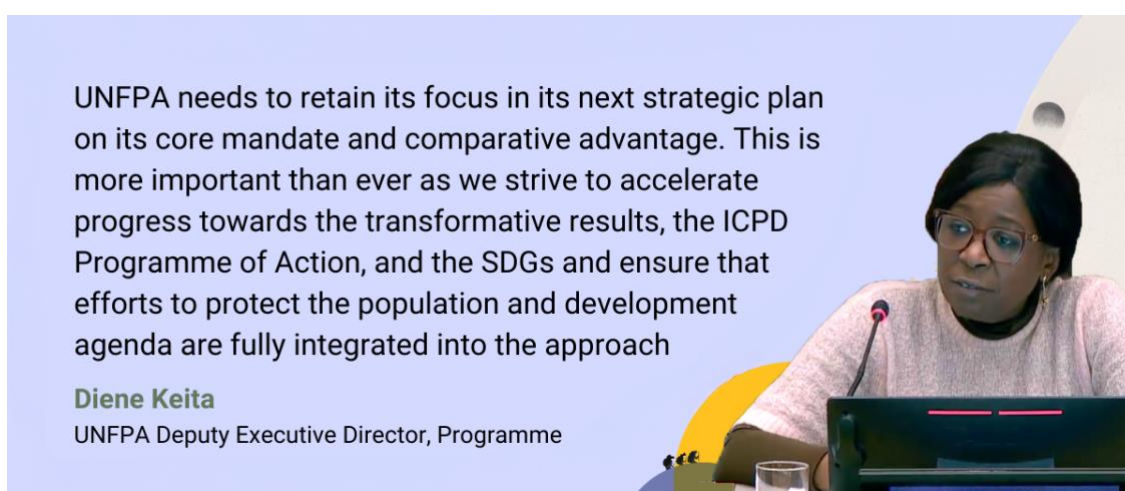 UNFPA needs to retain its focus in its next strategic plan
on its core mandate and comparative advantage. This is
more important than ever as we strive to accelerate
progress towards the transformative results, the ICPD
Programme of Action, and the SDGs and ensure that
efforts to protect the population and development
agenda are fully integrated into the approach
Diene Keita
UNFPA Deputy Executive Director, Programme